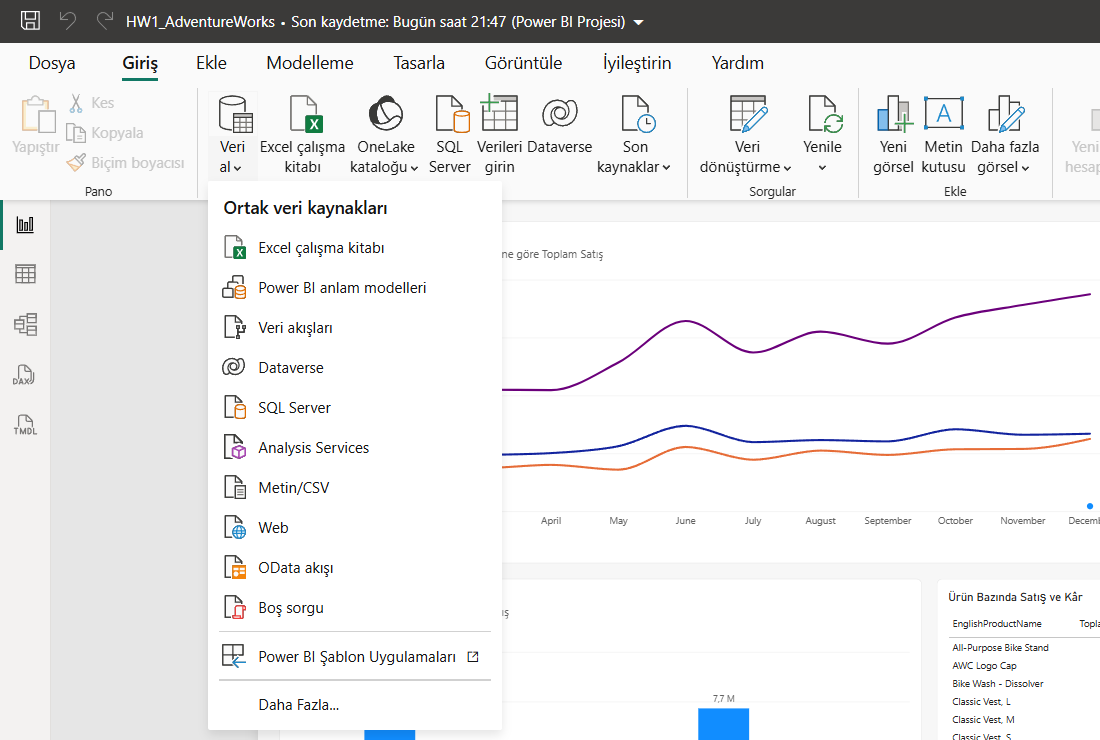 HW1_AdventureWorks • Son kaydetme: Bugün saat 21:47 (Power BI Projesi)
Dosya Giriş Ekle Modelleme Tasarla Görüntüle İyileştirin Yardım
Yapıştır
Kes
Kopyala
Biçim boyacısı
Pano
Veri al
Excel çalışma kitabı
OneLake kataloğu
SQL Server
Verileri girin
Dataverse
Son kaynaklar
Veri dönüştürme
Yenile
Sorgular
Yeni görsel
Metin kutusu
Daha fazla görsel
Ekle
Yeni
hesap
DAX
TMDL
Ortak veri kaynakları
Excel çalışma kitabı
Power BI anlam modelleri
Veri akışları
Dataverse
SQL Server
Analysis Services
Metin/CSV
Web
OData akışı
Boş sorgu
Power BI Şablon Uygulamaları
Daha Fazla...
ne göre Toplam Satış
April May June July August September October November Decemb
7,7 M
Ürün Bazında Satış ve Kâr
EnglishProductName Topla
All-Purpose Bike Stand
AWC Logo Cap
Bike Wash - Dissolver
Classic Vest, L
Classic Vest, M
Classic Vest, S